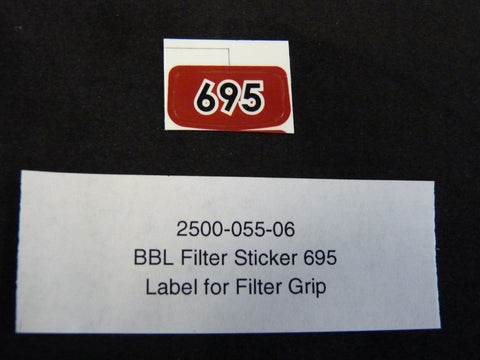 695
2500-055-06
BBL Filter Sticker 695
Label for Filter Grip